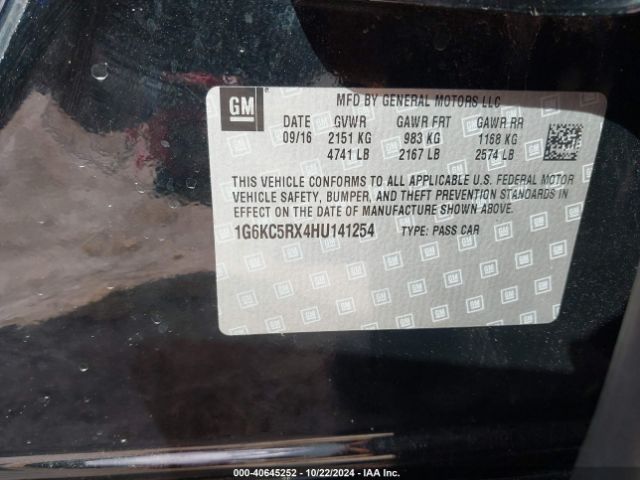 GM
MFD BY GENERAL MOTORS LLC
DATE GVWR GAWR FRT GAWR RR
09/16 2151 KG 983 KG 1168 KG
4741 LB 2167 LB 2574 LB
THIS VEHICLE CONFORMS TO ALL APPLICABLE U.S. FEDERAL MOTOR
VEHICLE SAFETY, BUMPER, AND THEFT PREVENTION STANDARDS
IN EFFECT ON THE DATE OF MANUFACTURE SHOWN ABOVE.
1G6KC5RX4HU141254 TYPE: PASS CAR
000-40645252 - 10/22/2024 - IAA Inc.